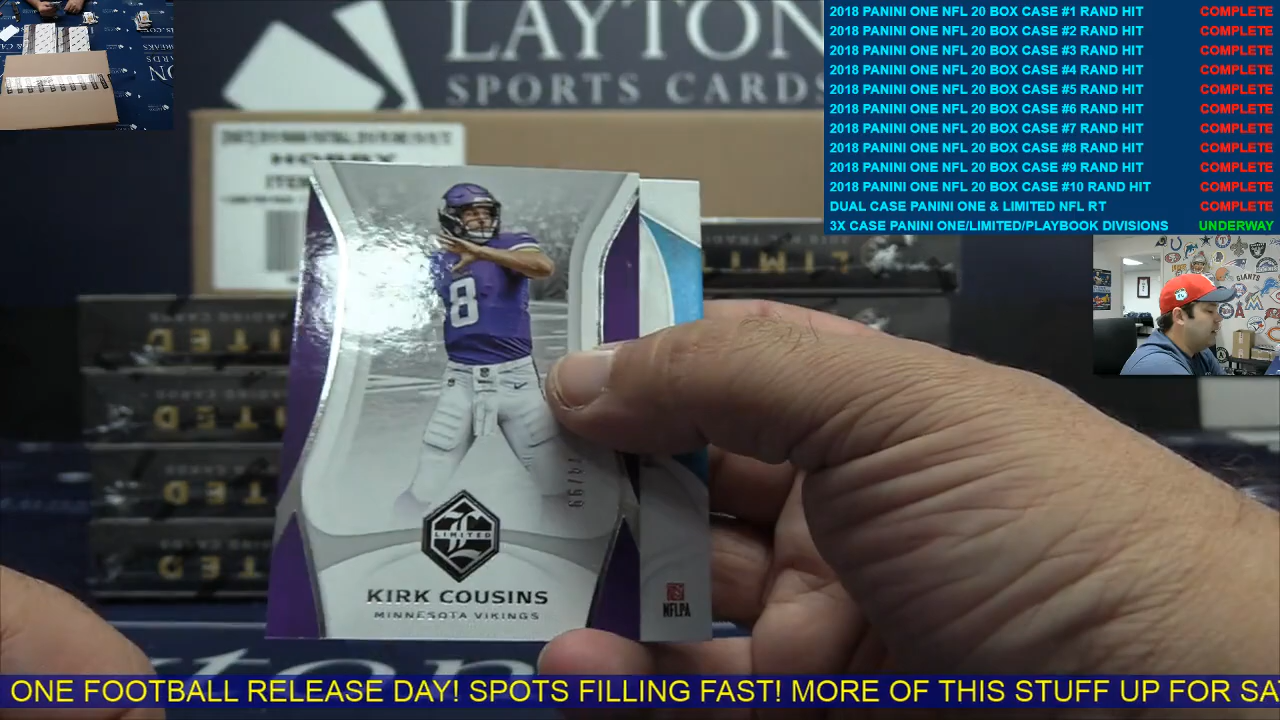 LAYTON
SPORTS CARDS
2018 PANINI ONE NFL 20 BOX CASE #1 RAND HIT COMPLETE
2018 PANINI ONE NFL 20 BOX CASE #2 RAND HIT COMPLETE
2018 PANINI ONE NFL 20 BOX CASE #3 RAND HIT COMPLETE
2018 PANINI ONE NFL 20 BOX CASE #4 RAND HIT COMPLETE
2018 PANINI ONE NFL 20 BOX CASE #5 RAND HIT COMPLETE
2018 PANINI ONE NFL 20 BOX CASE #6 RAND HIT COMPLETE
2018 PANINI ONE NFL 20 BOX CASE #7 RAND HIT COMPLETE
2018 PANINI ONE NFL 20 BOX CASE #8 RAND HIT COMPLETE
2018 PANINI ONE NFL 20 BOX CASE #9 RAND HIT COMPLETE
2018 PANINI ONE NFL 20 BOX CASE #10 RAND HIT COMPLETE
DUAL CASE PANINI ONE & LIMITED NFL RT COMPLETE
3X CASE PANINI ONE/LIMITED/PLAYBOOK DIVISIONS UNDERWAY
HOBBY
LIMITED
GIANTS
8
LIMITED
KIRK COUSINS
MINNESOTA VIKINGS
NFLPA
ONE FOOTBALL RELEASE DAY! SPOTS FILLING FAST! MORE OF THIS STUFF UP FOR SA